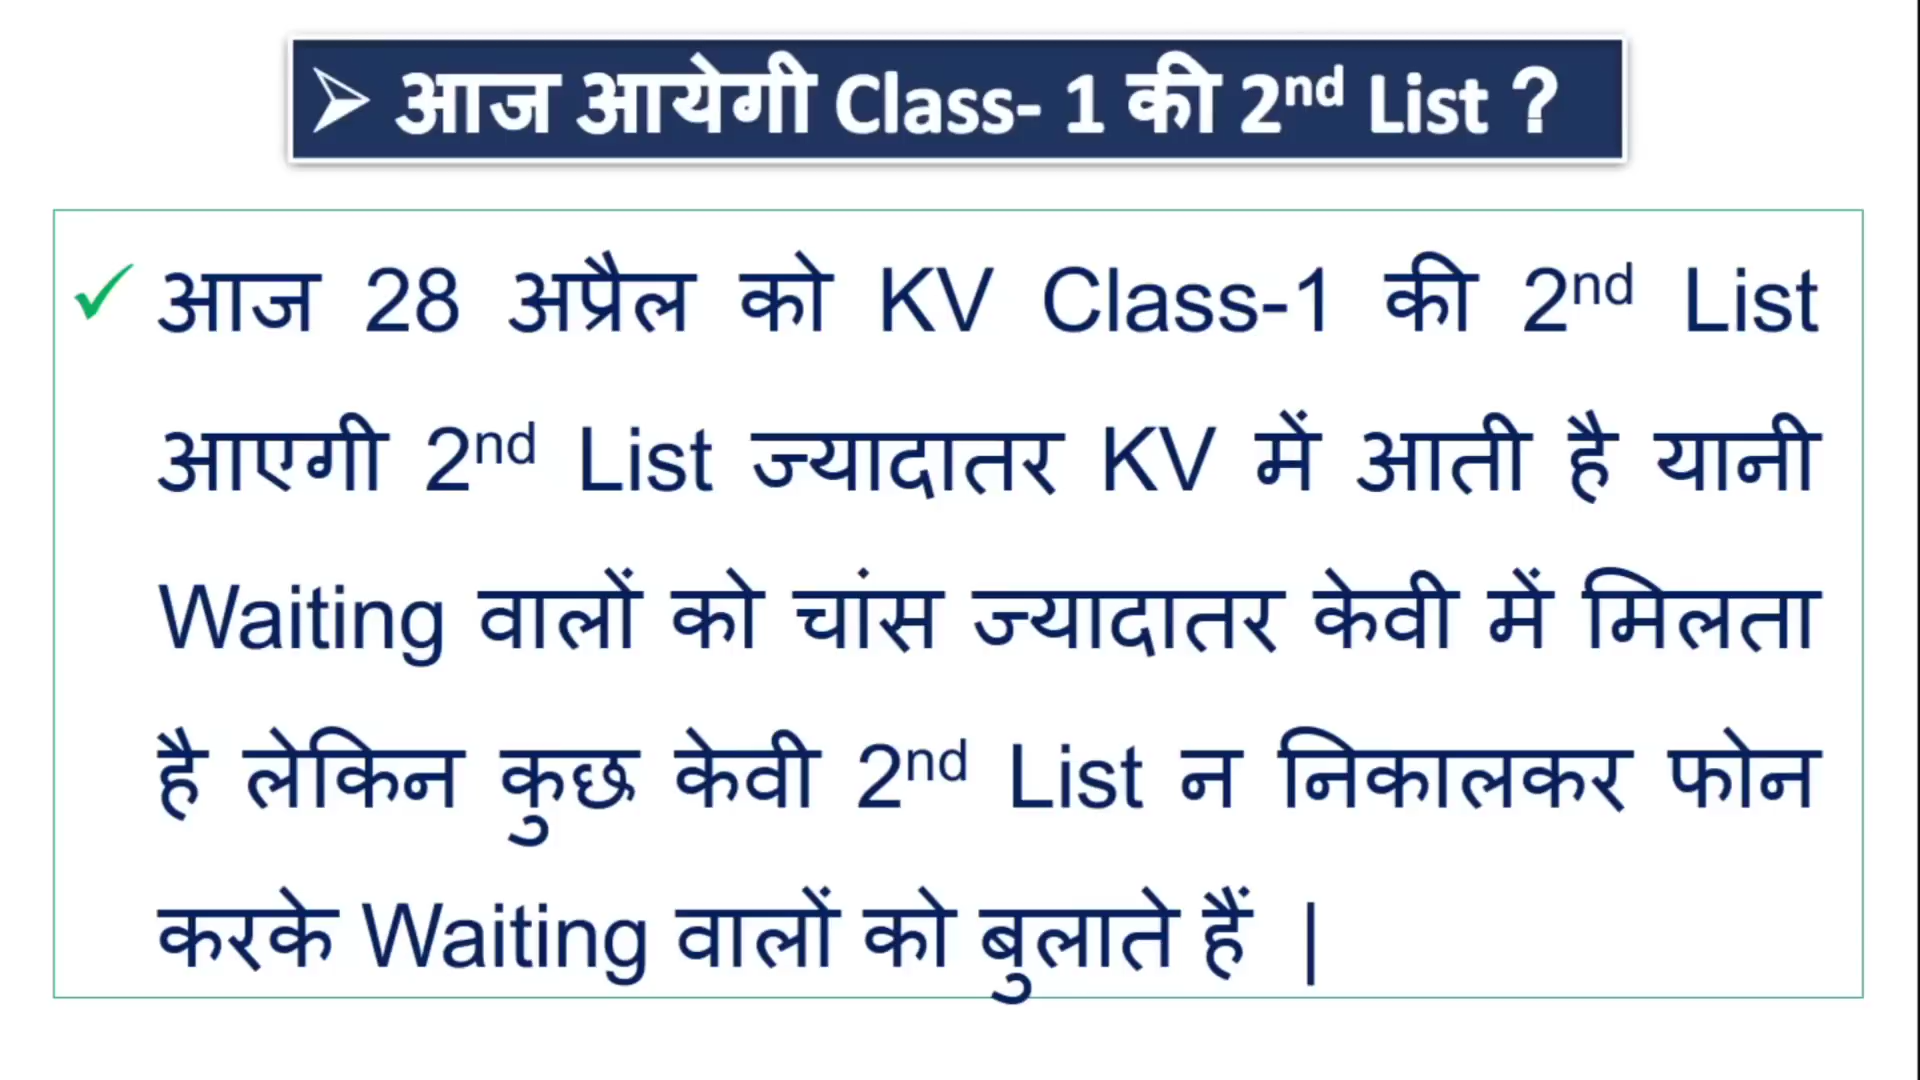 ➢ आज आयेगी Class- 1 की 2nd List ?
✓ आज 28 अप्रैल को KV Class-1 की 2nd List
आएगी 2nd List ज्यादातर KV में आती है यानी
Waiting वालों को चांस ज्यादातर केवी में मिलता
है लेकिन कुछ केवी 2nd List न निकालकर फोन
करके Waiting वालों को बुलाते हैं |